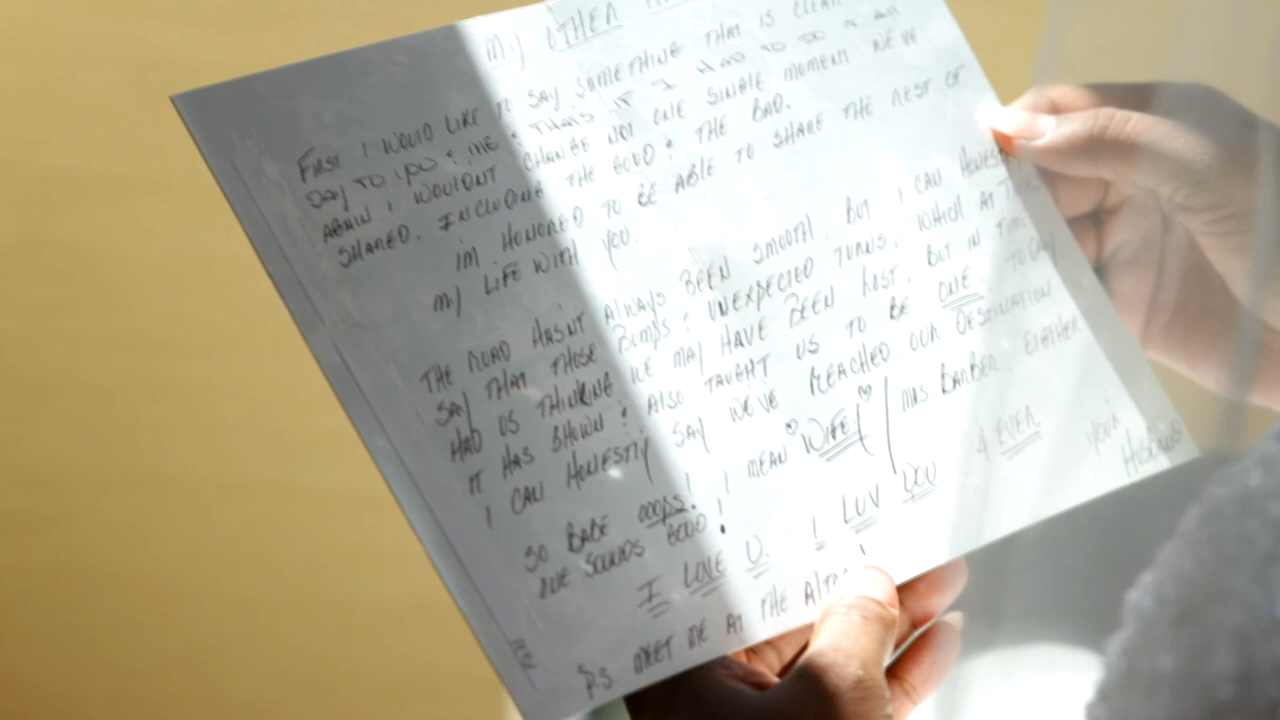 My OTHER
FIRST I WOULD LIKE TO SAY SOMETHING THAT IS CLEAR
DAY TO YOU & ME & THATS IF I HAD TO DO IT ALL
AGAIN I WOULDNT CHANGE NOT ONE SINGLE MOMENT WE'VE
SHARED. INCLUDING THE GOOD & THE BAD.
IM HONORED TO BE ABLE TO SHARE THE REST OF
MY LIFE WITH YOU.
THE ROAD HASNT ALWAYS BEEN SMOOTH. BUT I CAN HONESTLY
SAY THAT THOSE BUMPS & UNEXPECTED TURNS, WHICH AT TIMES
HAD US THINKING WE MAY HAVE BEEN LOST, BUT IN TIME
IT HAS SHOWN & ALSO TAUGHT US TO BE ONE TODAY
I CAN HONESTLY SAY WE'VE REACHED OUR DESTINATION
SO BABE OOOPS. ! I MEAN WIFEY / MRS BARBER EITHER
ONE SOUNDS GOOD!
I LOVE U. I LUV YOU 4 EVER
YOUR
HUSBAND
P.S. MEET ME AT THE ALTAR!